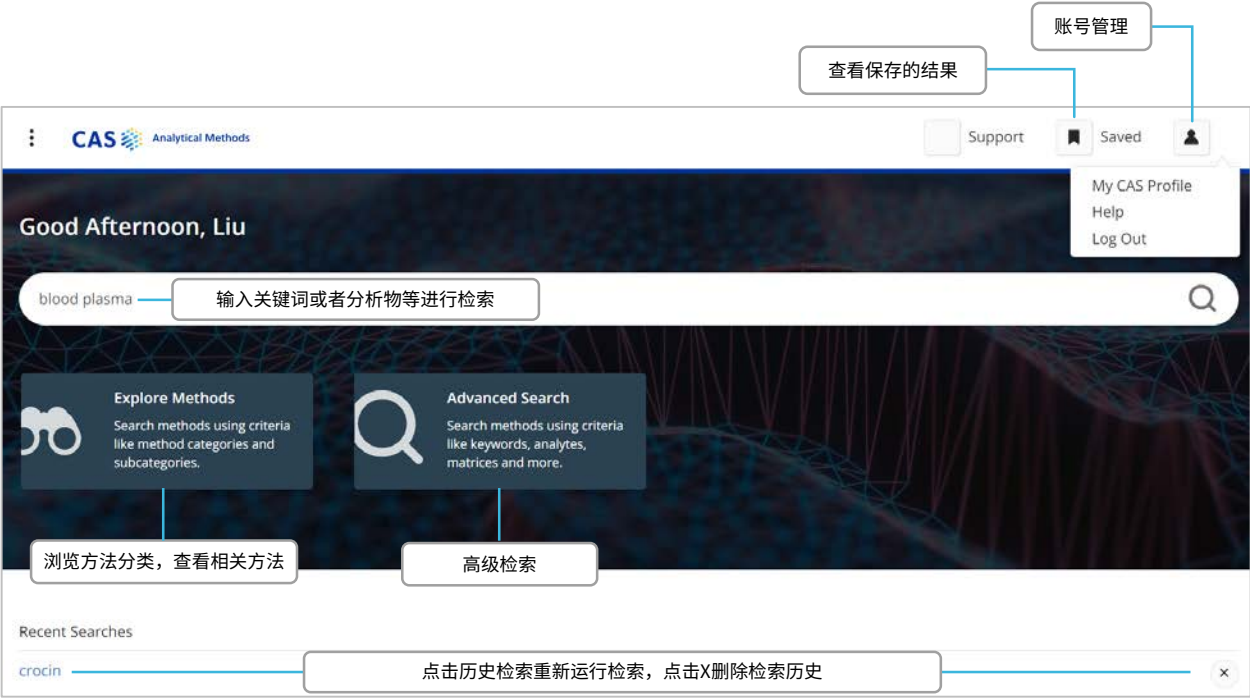 账号管理
查看保存的结果
CAS Analytical Methods
Support
Saved
My CAS Profile
Help
Log Out
Good Afternoon, Liu
blood plasma
输入关键词或者分析物等进行检索
Explore Methods
Search methods using criteria
like method categories and
subcategories.
Advanced Search
Search methods using criteria
like keywords, analytes,
matrices and more.
浏览方法分类，查看相关方法
高级检索
Recent Searches
crocin
点击历史检索重新运行检索，点击X删除检索历史